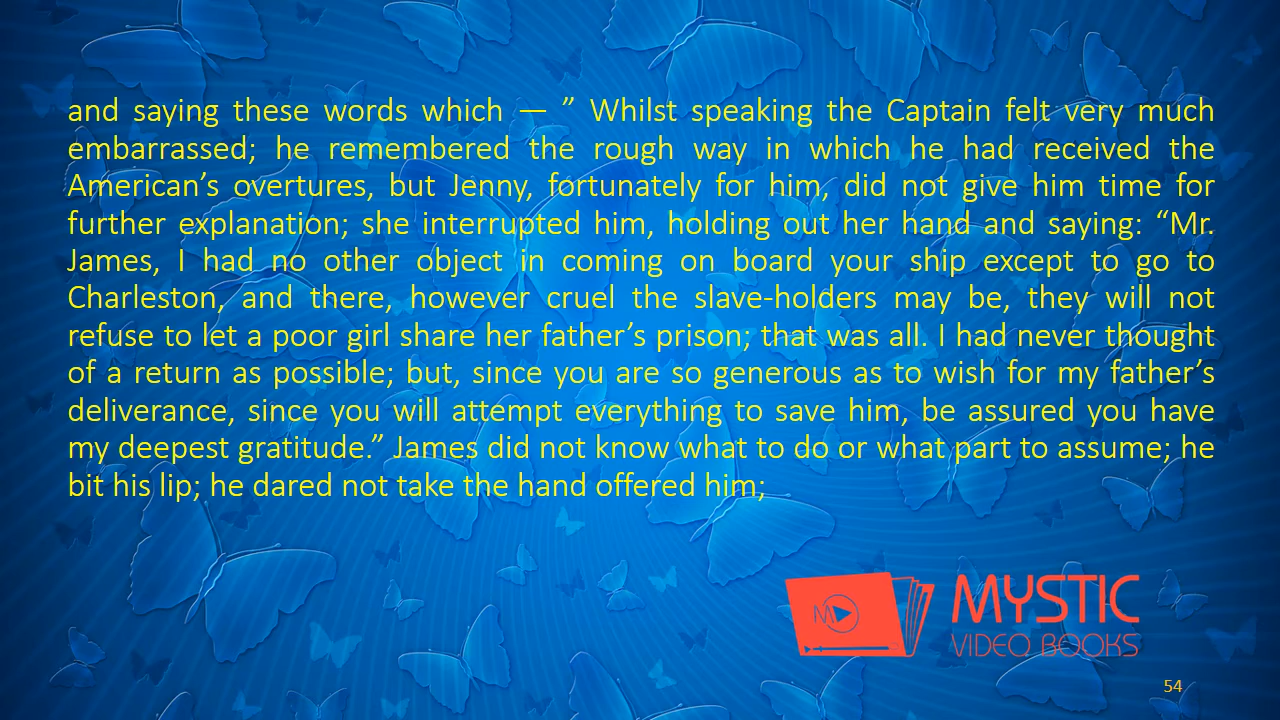 and saying these words which — ” Whilst speaking the Captain felt very much
embarrassed; he remembered the rough way in which he had received the
American’s overtures, but Jenny, fortunately for him, did not give him time for
further explanation; she interrupted him, holding out her hand and saying: “Mr.
James, I had no other object in coming on board your ship except to go to
Charleston, and there, however cruel the slave-holders may be, they will not
refuse to let a poor girl share her father’s prison; that was all. I had never thought
of a return as possible; but, since you are so generous as to wish for my father’s
deliverance, since you will attempt everything to save him, be assured you have
my deepest gratitude.” James did not know what to do or what part to assume; he
bit his lip; he dared not take the hand offered him;
MYSTIC
VIDEO BOOKS
54